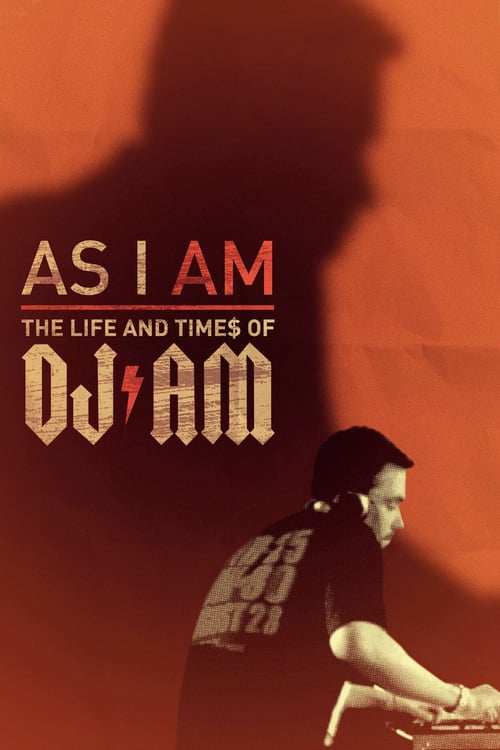 AS I AM
THE LIFE AND TIME$ OF
DJ AM